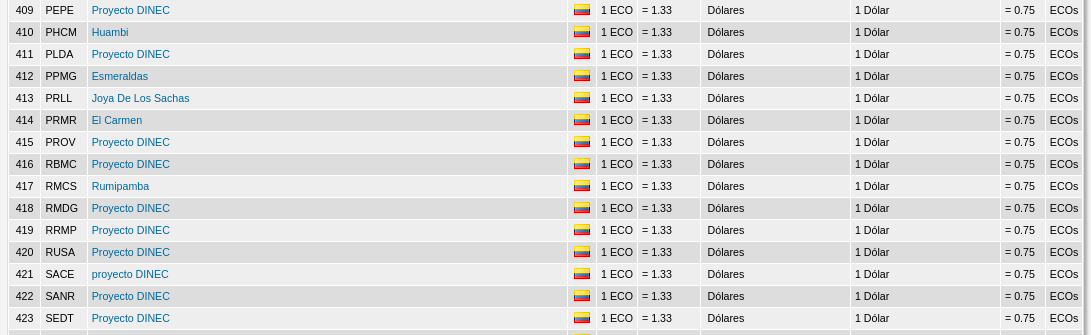 409 PEPE Proyecto DINEC 1 ECO = 1.33 Dólares 1 Dólar = 0.75 ECOs
410 PHCM Huambi 1 ECO = 1.33 Dólares 1 Dólar = 0.75 ECOs
411 PLDA Proyecto DINEC 1 ECO = 1.33 Dólares 1 Dólar = 0.75 ECOs
412 PPMG Esmeraldas 1 ECO = 1.33 Dólares 1 Dólar = 0.75 ECOs
413 PRLL Joya De Los Sachas 1 ECO = 1.33 Dólares 1 Dólar = 0.75 ECOs
414 PRMR El Carmen 1 ECO = 1.33 Dólares 1 Dólar = 0.75 ECOs
415 PROV Proyecto DINEC 1 ECO = 1.33 Dólares 1 Dólar = 0.75 ECOs
416 RBMC Proyecto DINEC 1 ECO = 1.33 Dólares 1 Dólar = 0.75 ECOs
417 RMCS Rumipamba 1 ECO = 1.33 Dólares 1 Dólar = 0.75 ECOs
418 RMDG Proyecto DINEC 1 ECO = 1.33 Dólares 1 Dólar = 0.75 ECOs
419 RRMP Proyecto DINEC 1 ECO = 1.33 Dólares 1 Dólar = 0.75 ECOs
420 RUSA Proyecto DINEC 1 ECO = 1.33 Dólares 1 Dólar = 0.75 ECOs
421 SACE proyecto DINEC 1 ECO = 1.33 Dólares 1 Dólar = 0.75 ECOs
422 SANR Proyecto DINEC 1 ECO = 1.33 Dólares 1 Dólar = 0.75 ECOs
423 SEDT Proyecto DINEC 1 ECO = 1.33 Dólares 1 Dólar = 0.75 ECOs